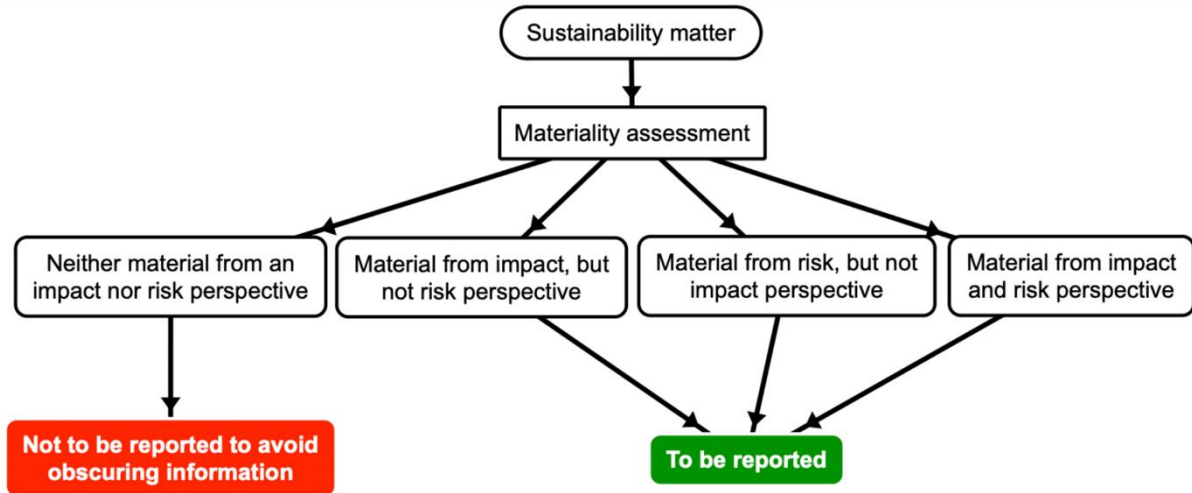 Sustainability matter
Materiality assessment
Neither material from an
impact nor risk perspective
Material from impact, but
not risk perspective
Material from risk, but not
impact perspective
Material from impact
and risk perspective
Not to be reported to avoid
obscuring information
To be reported